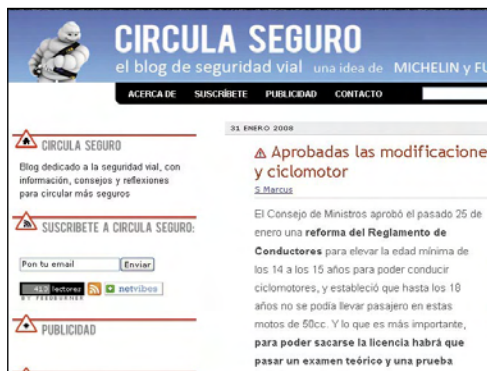 CIRCULA SEGURO
el blog de seguridad vial una idea de MICHELIN y FU
ACERCA DE SUSCRÍBETE PUBLICIDAD CONTACTO
CIRCULA SEGURO
Blog dedicado a la seguridad vial, con
información, consejos y reflexiones
para circular más seguros
SUSCRIBETE A CIRCULA SEGURO:
Pon tu email Enviar
413 lectores netvibes
BY FEEDBURNER
PUBLICIDAD
31 ENERO 2008
Aprobadas las modificacione
y ciclomotor
S Marcus
El Consejo de Ministros aprobó el pasado 25 de
enero una reforma del Reglamento de
Conductores para elevar la edad mínima de
los 14 a los 15 años para poder conducir
ciclomotores, y estableció que hasta los 18
años no se podía llevar pasajero en estas
motos de 50cc. Y lo que es más importante,
para poder sacarse la licencia habrá que
pasar un examen teórico y una prueba